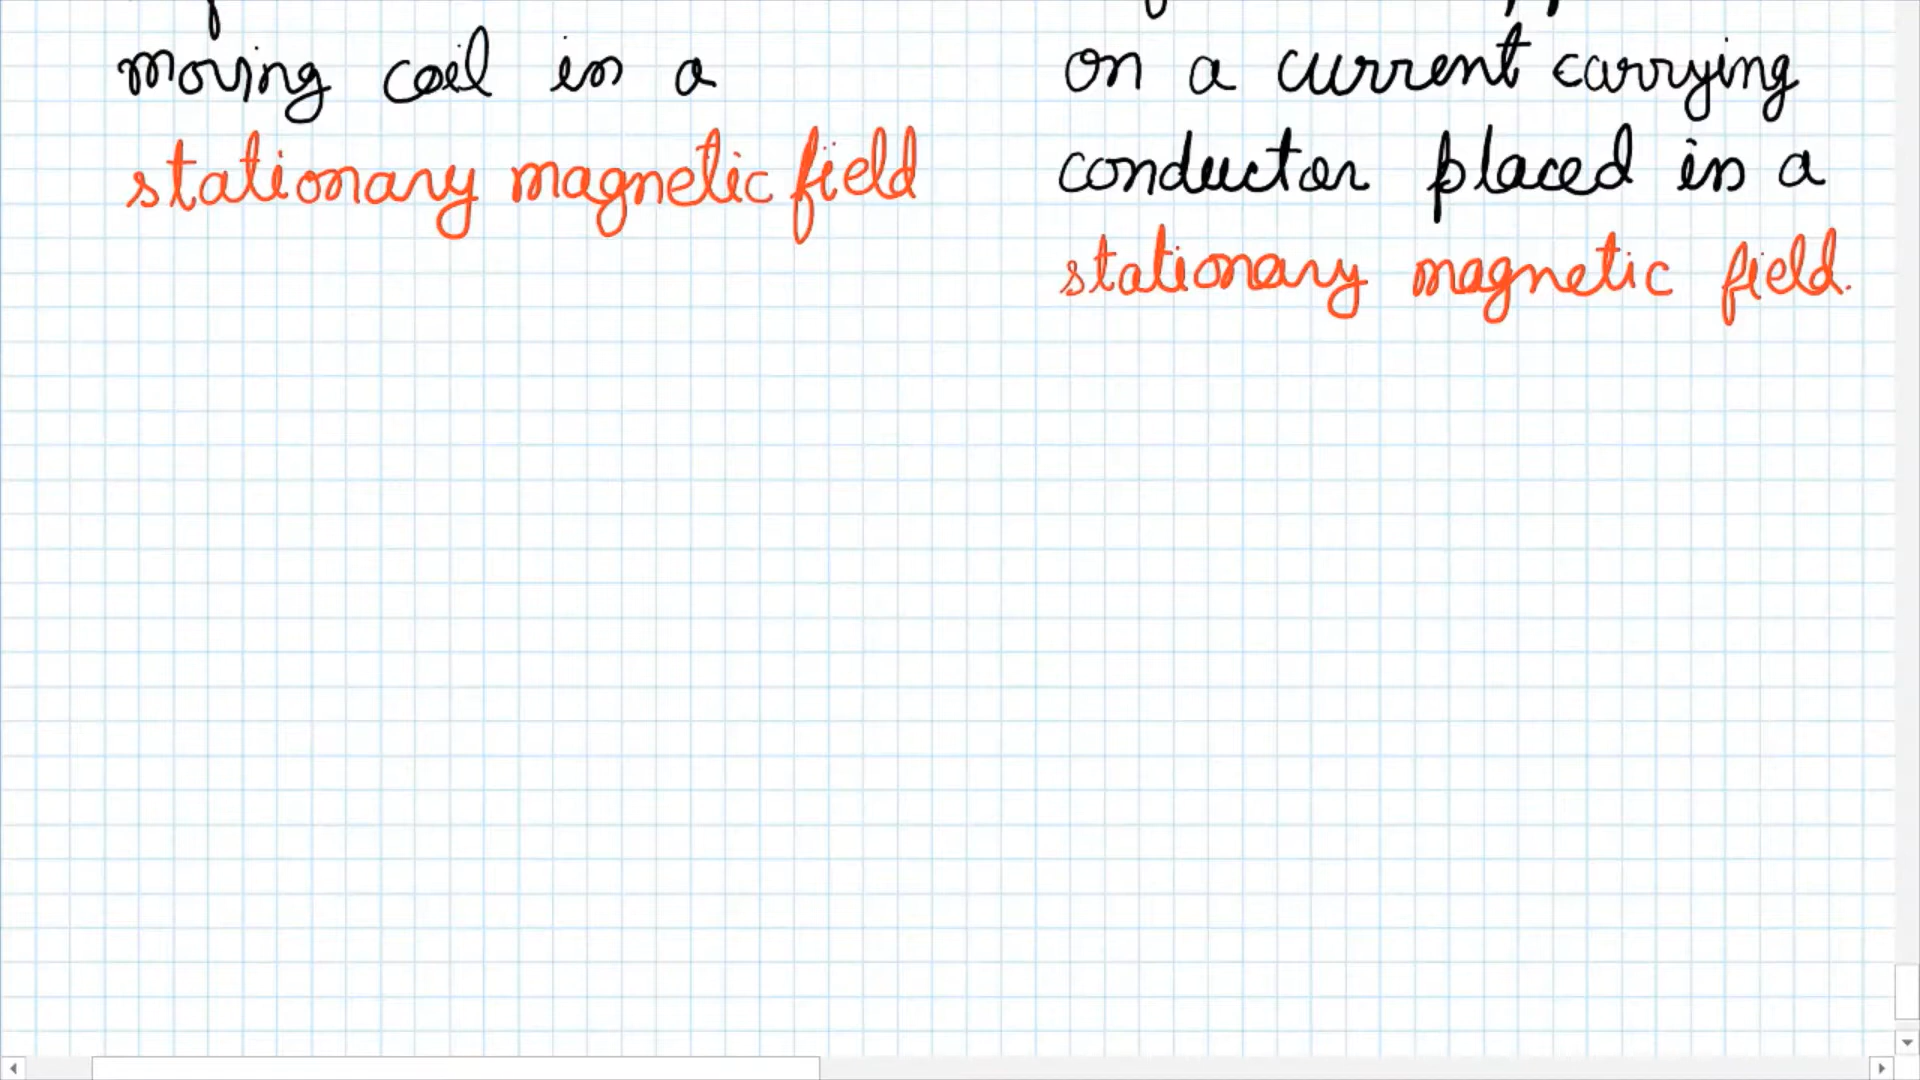 moving coil in a
stationary magnetic field
on a current carrying
conductor placed in a
stationary magnetic field.